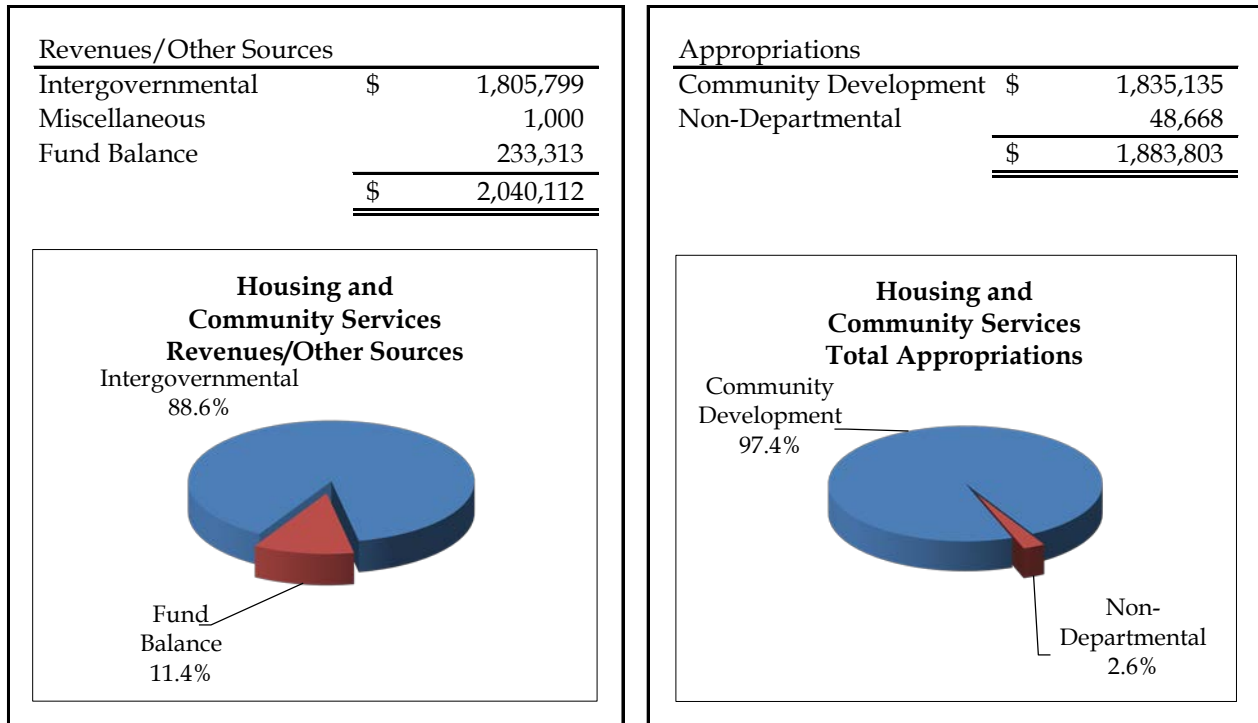 Revenues/Other Sources
Intergovernmental $ 1,805,799
Miscellaneous 1,000
Fund Balance 233,313
$ 2,040,112
Housing and
Community Services
Revenues/Other Sources
Intergovernmental
88.6%
Fund
Balance
11.4%
Appropriations
Community Development $ 1,835,135
Non-Departmental 48,668
$ 1,883,803
Housing and
Community Services
Total Appropriations
Community
Development
97.4%
Non-
Departmental
2.6%